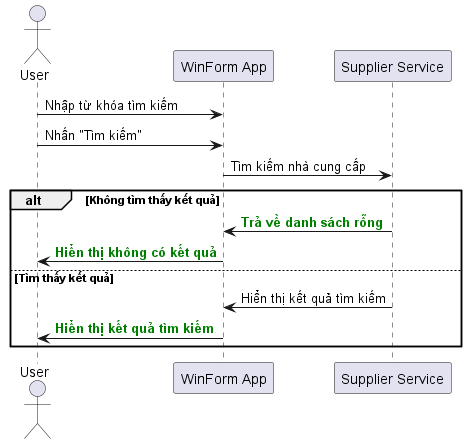 User
WinForm App
Supplier Service
Nhập từ khóa tìm kiếm
Nhấn "Tìm kiếm"
Tìm kiếm nhà cung cấp
alt
[Không tìm thấy kết quả]
Trả về danh sách rỗng
Hiển thị không có kết quả
[Tìm thấy kết quả]
Hiển thị kết quả tìm kiếm
Hiển thị kết quả tìm kiếm
User
WinForm App
Supplier Service